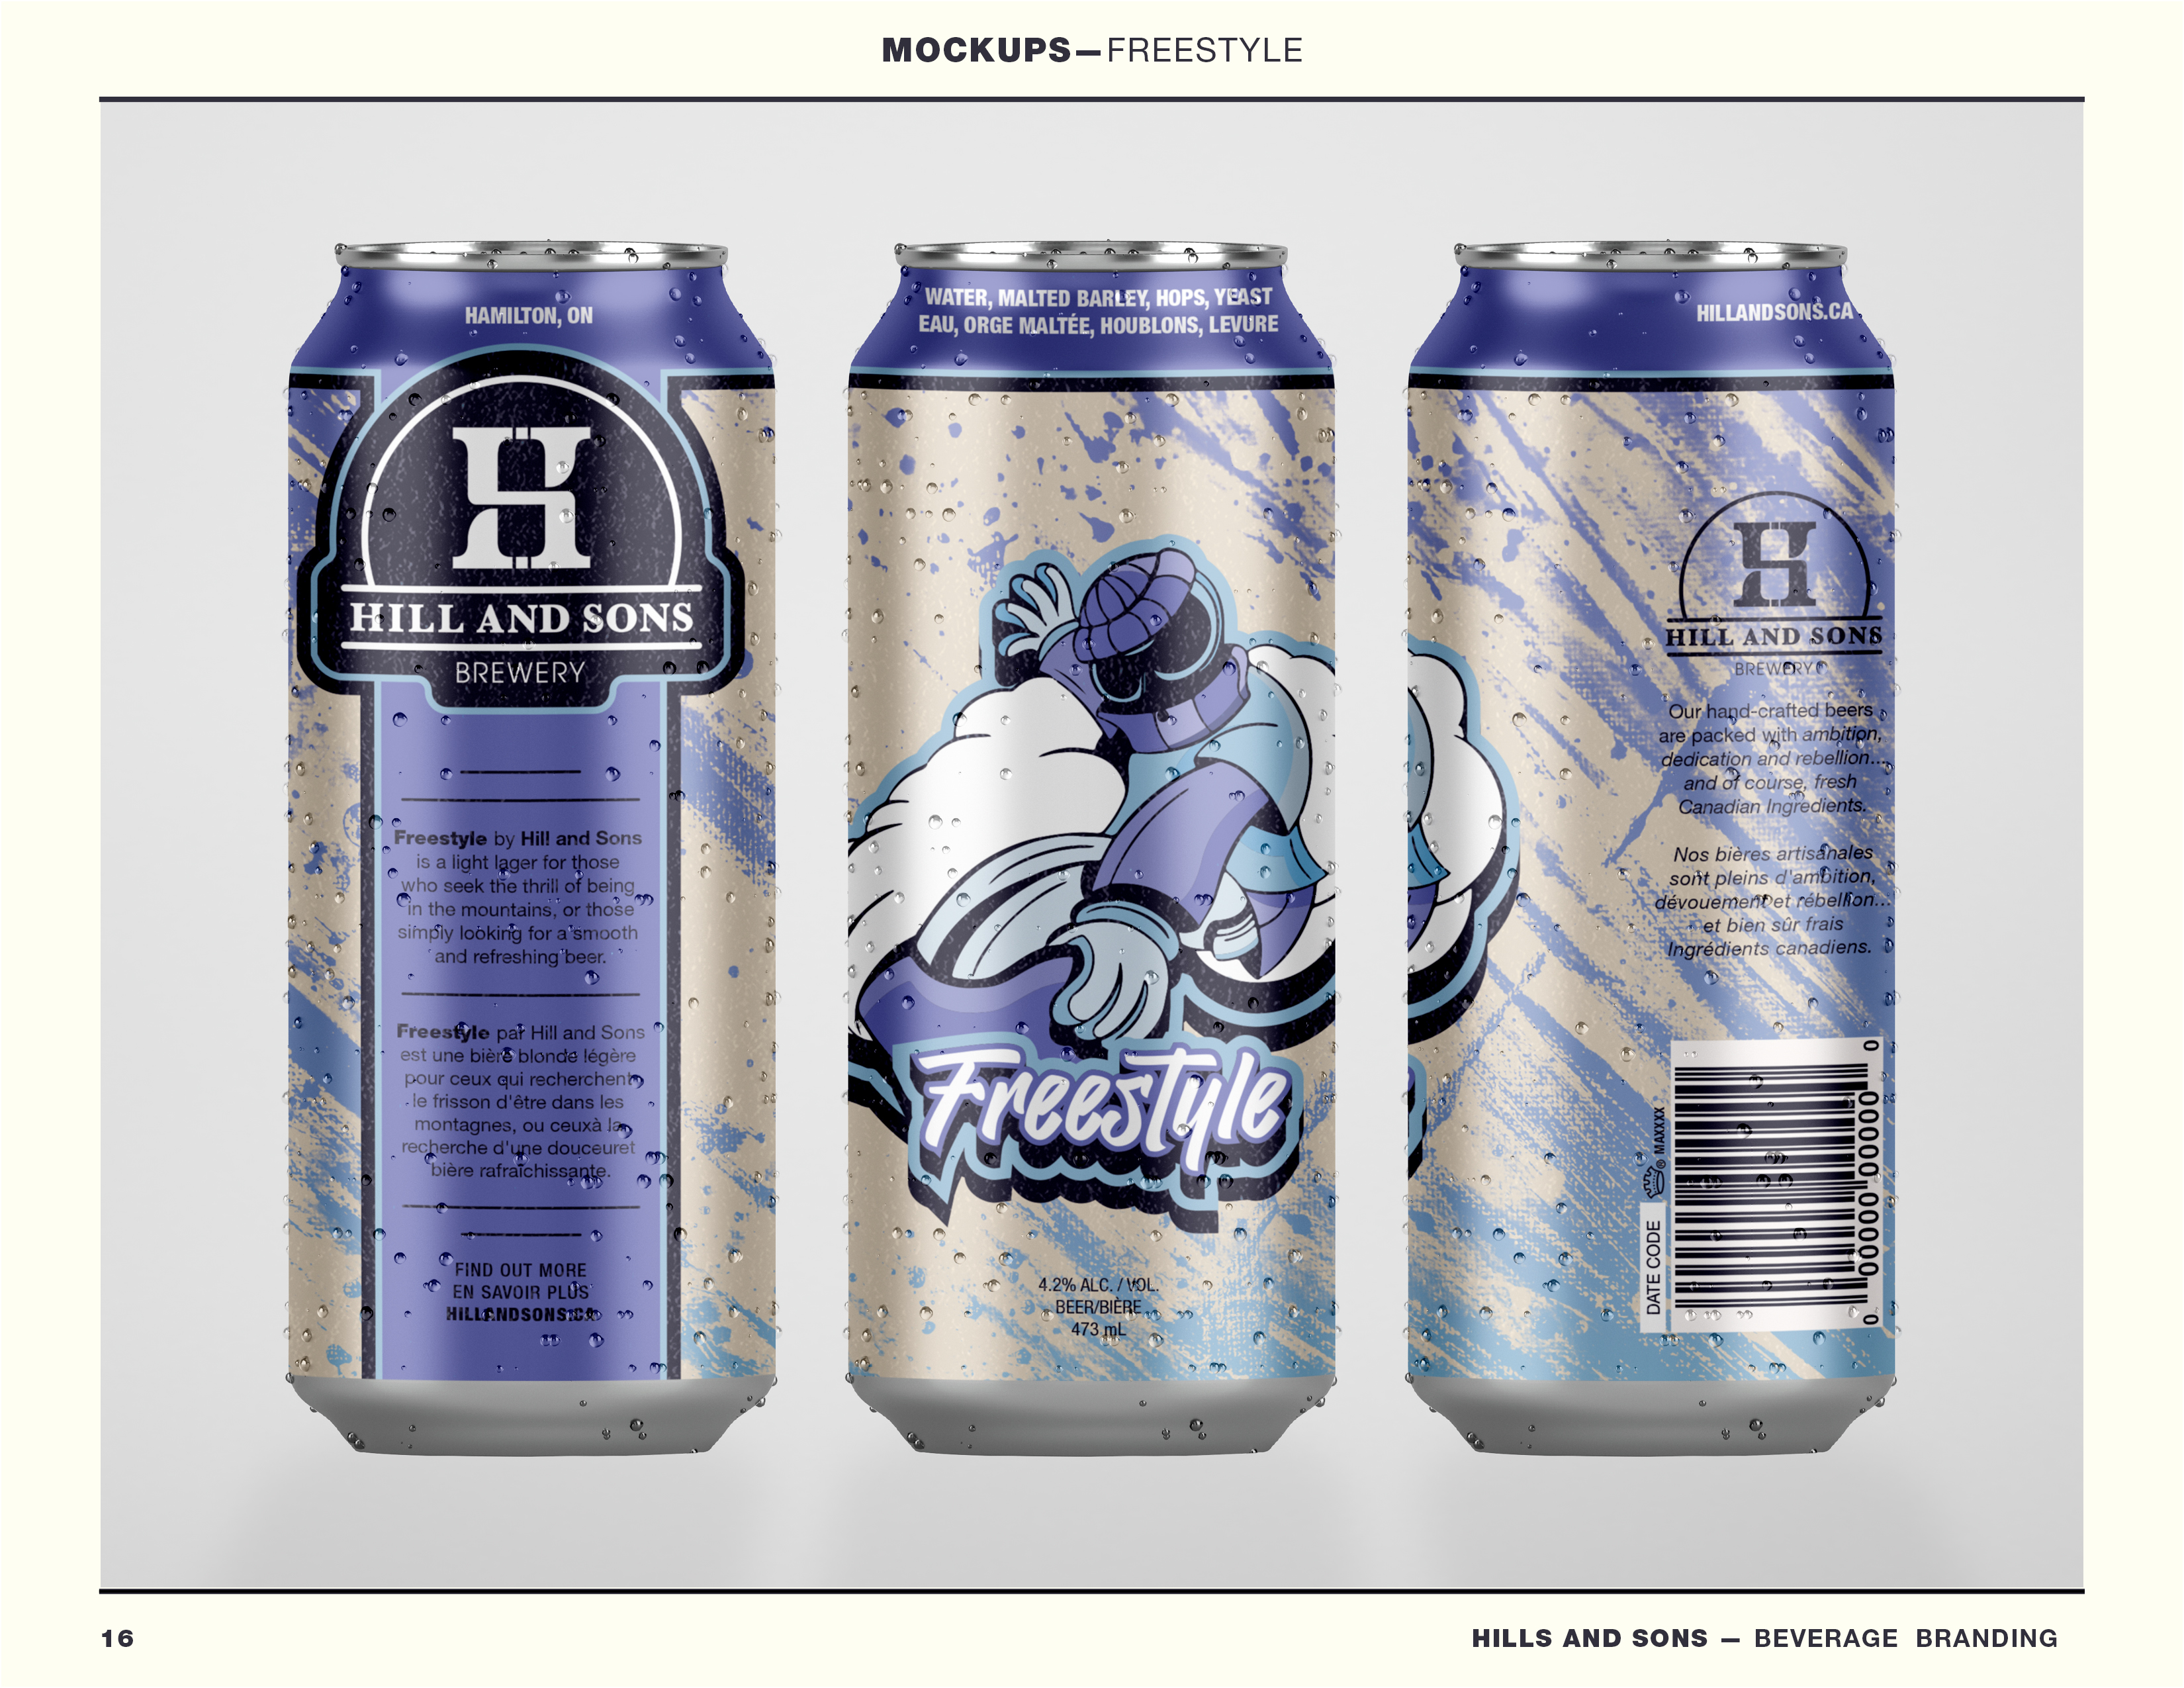 MOCKUPS—FREESTYLE
HAMILTON, ON
H
HILL AND SONS
BREWERY
Freestyle by Hill and Sons
is a light lager for those
who seek the thrill of being
in the mountains, or those
simply looking for a smooth
and refreshing beer.
Freestyle par Hill and Sons
est une bière blonde légère
pour ceux qui recherchent
le frisson d'être dans les
montagnes, ou ceuxà la
recherche d'une douceuret
bière rafraîchissante.
FIND OUT MORE
EN SAVOIR PLUS
HILLANDSONS.CA
WATER, MALTED BARLEY, HOPS, YEAST
EAU, ORGE MALTÉE, HOUBLONS, LEVURE
Freestyle
4.2% ALC. / VOL.
BEER/BIÈRE
473 mL
HILLANDSONS.CA
H
HILL AND SONS
BREWERY
Our hand-crafted beers
are packed with ambition,
dedication and rebellion...
and of course, fresh
Canadian Ingredients.
Nos bières artisanales
sont pleins d'ambition,
dévouement et rébellion...
et bien sûr frais
Ingrédients canadiens.
DATE CODE
® MAXXXX
0 00000 00000 0
16
HILLS AND SONS — BEVERAGE BRANDING